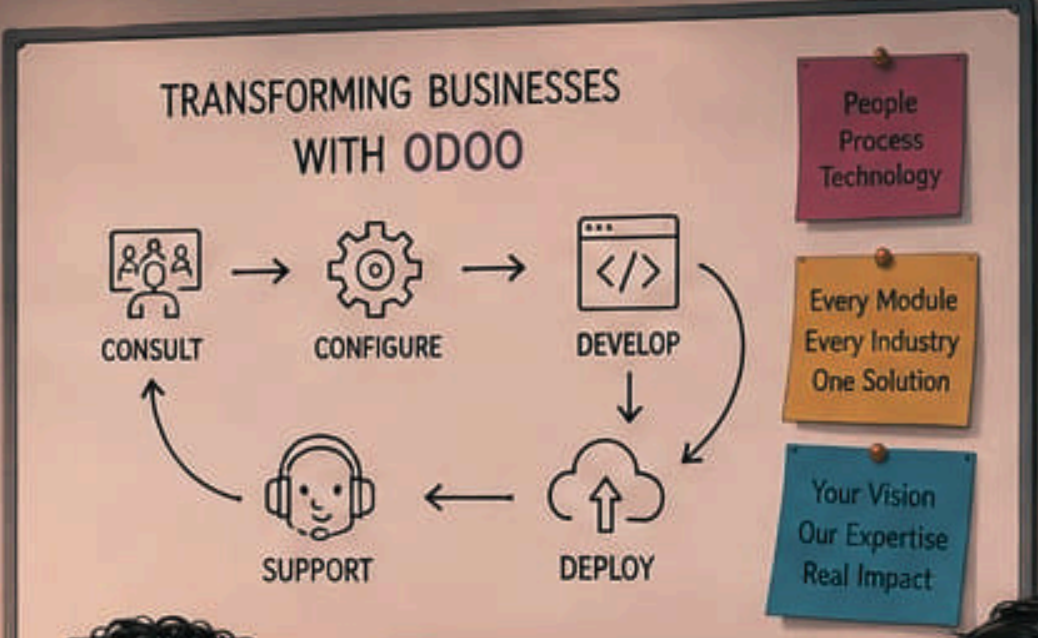 TRANSFORMING BUSINESSES
WITH ODOO
CONSULT
CONFIGURE
DEVELOP
SUPPORT
DEPLOY
People
Process
Technology
Every Module
Every Industry
One Solution
Your Vision
Our Expertise
Real Impact